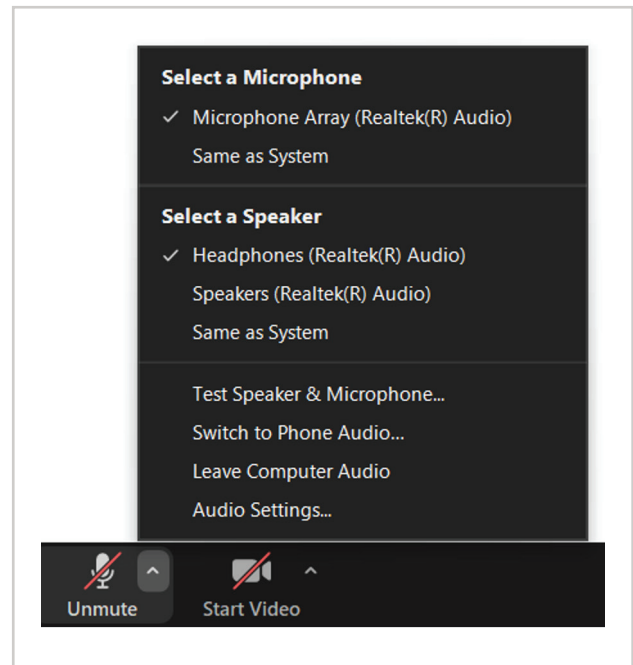 Select a Microphone
Microphone Array (Realtek(R) Audio)
Same as System
Select a Speaker
Headphones (Realtek(R) Audio)
Speakers (Realtek(R) Audio)
Same as System
Test Speaker & Microphone...
Switch to Phone Audio...
Leave Computer Audio
Audio Settings...
Unmute Start Video